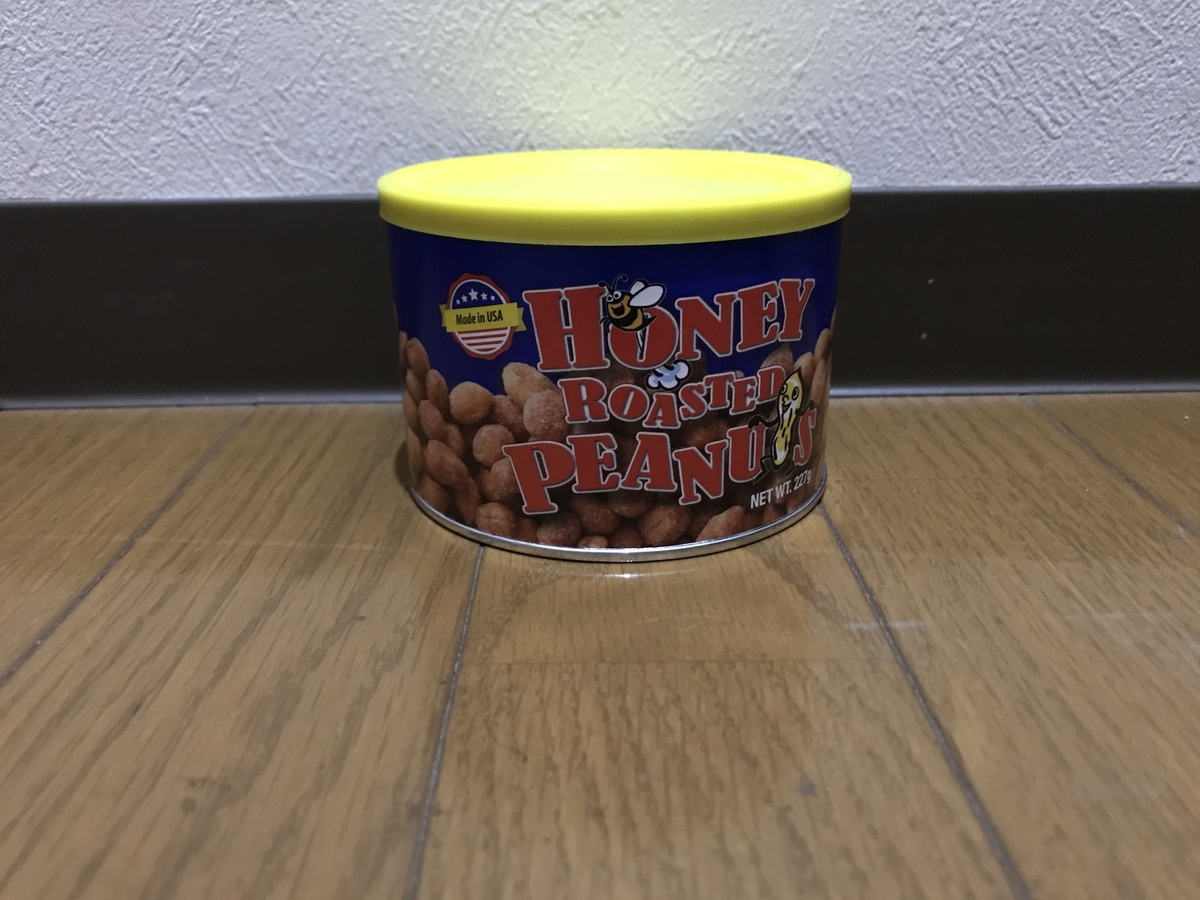 Made in USA
HONEY
ROASTED
PEANUTS
NET WT. 227g